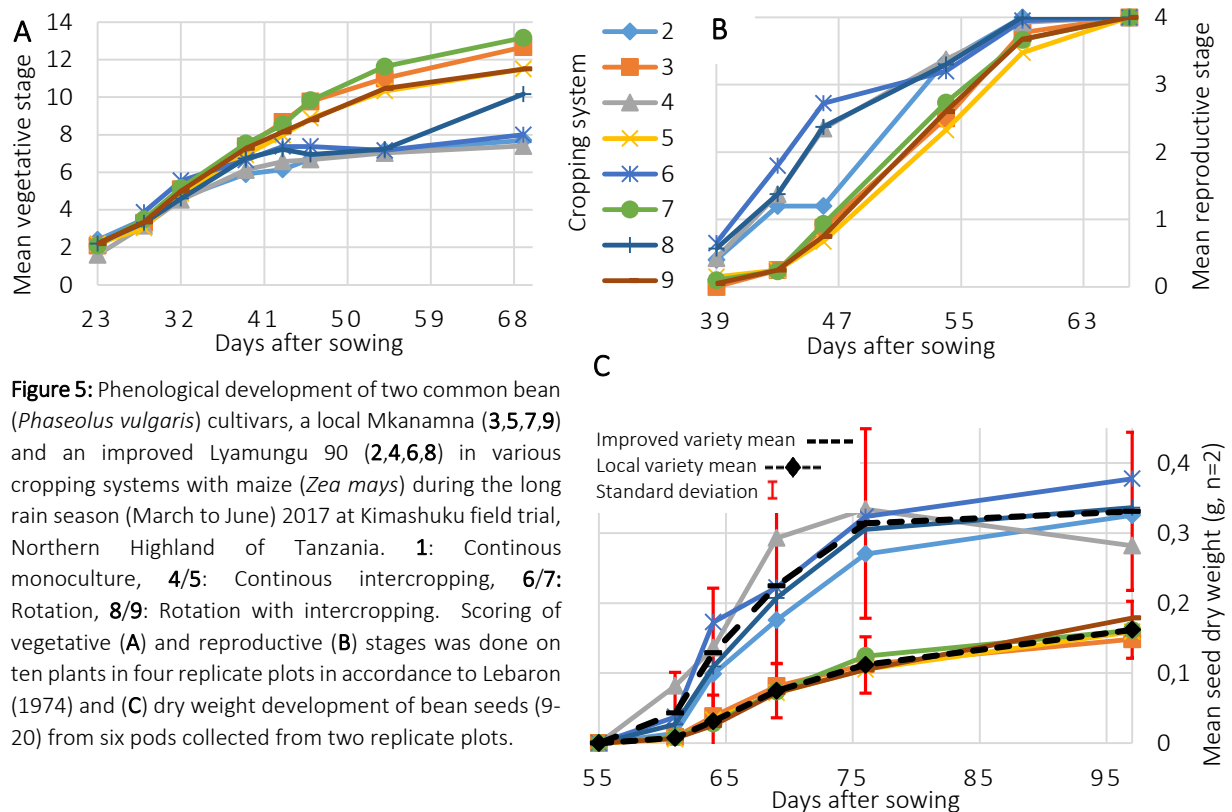 A
Mean vegetative stage
14
12
10
8
6
4
2
0
23 32 41 50 59 68
Days after sowing
Cropping system
2
3
4
5
6
7
8
9
B
4
3
2
1
0
Mean reproductive stage
39 47 55 63
Days after sowing
Figure 5: Phenological development of two common bean
(Phaseolus vulgaris) cultivars, a local Mkanamna (3,5,7,9)
and an improved Lyamungu 90 (2,4,6,8) in various
cropping systems with maize (Zea mays) during the long
rain season (March to June) 2017 at Kimashuku field trial,
Northern Highland of Tanzania. 1: Continous
monoculture, 4/5: Continous intercropping, 6/7:
Rotation, 8/9: Rotation with intercropping. Scoring of
vegetative (A) and reproductive (B) stages was done on
ten plants in four replicate plots in accordance to Lebaron
(1974) and (C) dry weight development of bean seeds (9-
20) from six pods collected from two replicate plots.
C
Improved variety mean
Local variety mean
Standard deviation
0,4
0,3
0,2
0,1
0
Mean seed dry weight (g, n=2)
55 65 75 85 95
Days after sowing